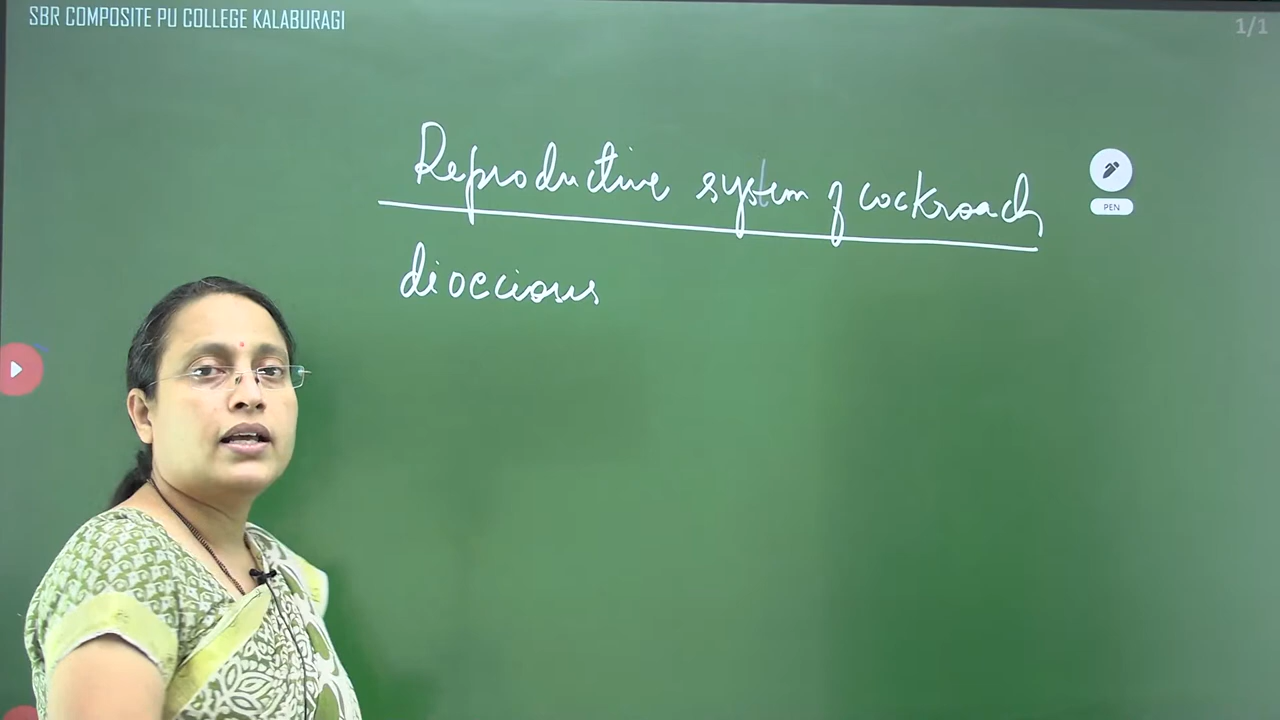 SBR COMPOSITE PU COLLEGE KALABURAGI
1/1
Reproductive system of cockroach
PEN
dioecious